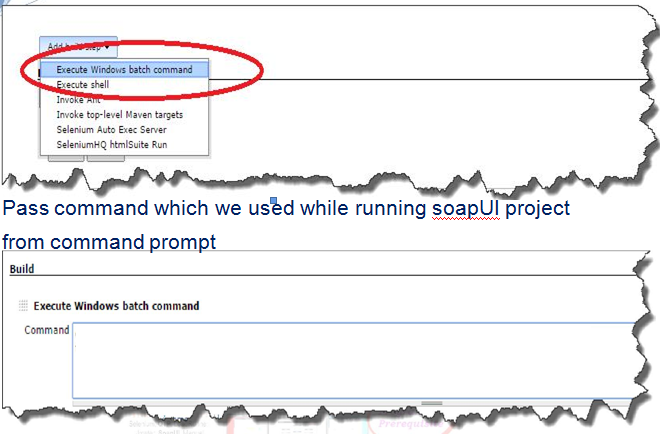 Add build step
Execute Windows batch command
Execute shell
Invoke Ant
Invoke top-level Maven targets
Selenium Auto Exec Server
SeleniumHQ htmlSuite Run
Pass command which we used while running soapUI project
from command prompt
Build
Execute Windows batch command
Command